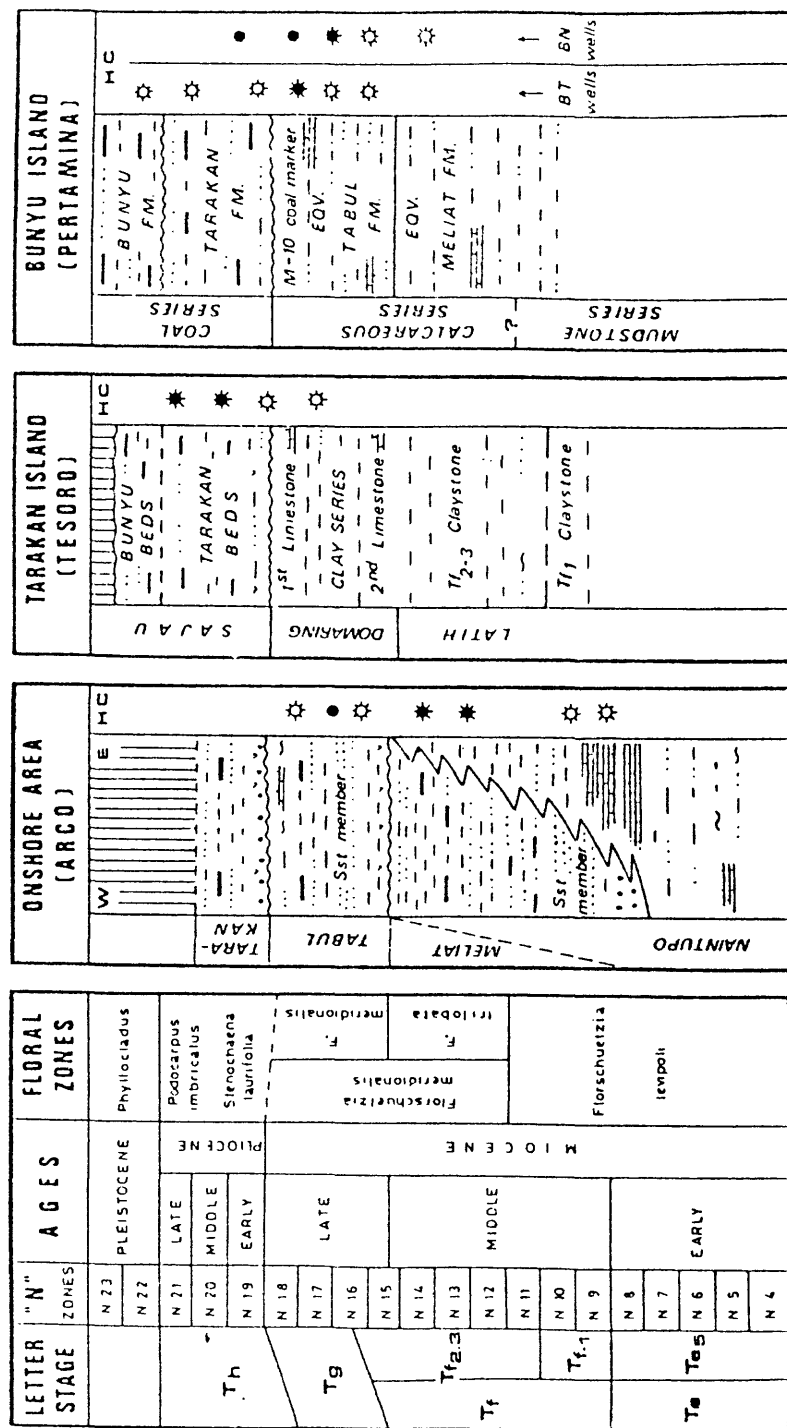 LETTER
STAGE
"N"
ZONES
AGES
FLORAL
ZONES
Th
Tg
Tf2.3
Tf
Tf.1
Te5
Te
N 23
N 22
N 21
N 20
N 19
N 18
N 17
N 16
N 15
N 14
N 13
N 12
N 11
N 10
N 9
N 8
N 7
N 6
N 5
N 4
PLEISTOCENE
LATE
MIDDLE
EARLY
PLIOCENE
LATE
MIDDLE
EARLY
MIOCENE
Phyllocladus
Podocarpus
imbricatus
Stenochaena
laurifolia
Florschuetzia
meridionalis
F.
meridionalis
F.
trilobata
Florschuetzia
levipoli
ONSHORE AREA
(ARCO)
W
E
HC
TARA-
KAN
TABUL
MELIAT
NAINTUPO
Sst member
Sst
member
TARAKAN ISLAND
(TESORO)
HC
SAJAU
DOMARING
LATIH
BUNYU
BEDS
TARAKAN
BEDS
1st Limestone
CLAY SERIES
2nd Limestone
Tf2-3 Claystone
Tf1 Claystone
BUNYU ISLAND
(PERTAMINA)
HC
COAL
SERIES
CALCAREOUS
SERIES
?
MUDSTONE
SERIES
BUNYU
FM.
TARAKAN
FM.
M-10 coal marker
EQV.
TABUL
FM.
EQV.
MELIAT FM.
BT
wells
BN
wells